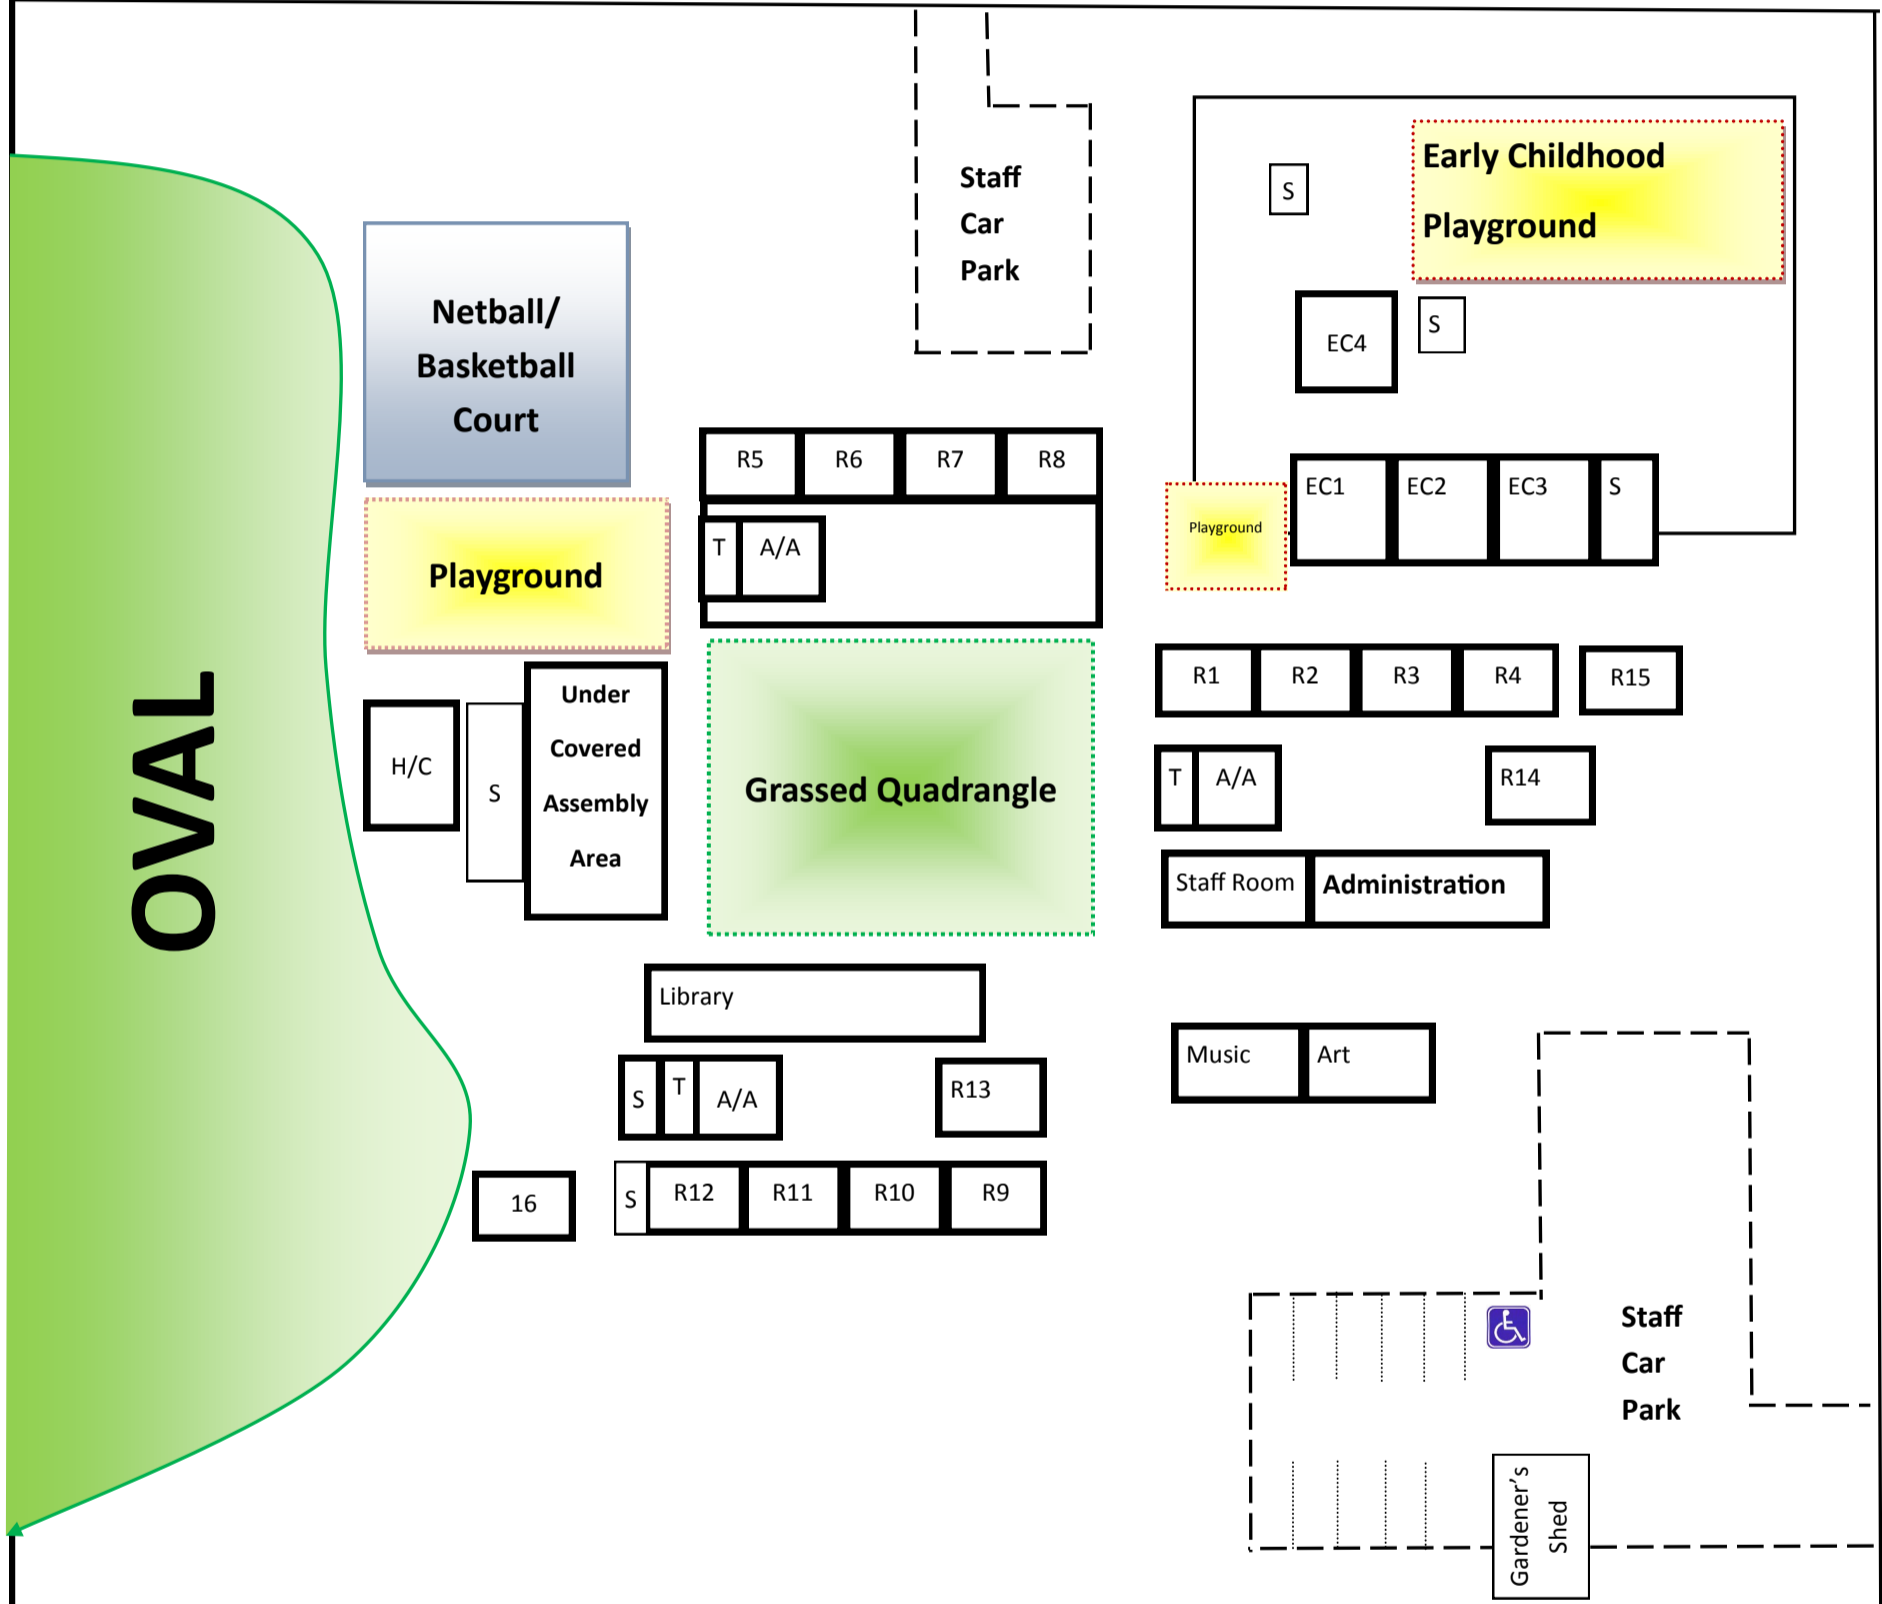 Staff
Car
Park
Early Childhood
Playground
S
S
EC4
Netball/
Basketball
Court
R5
R6
R7
R8
EC1
EC2
EC3
S
Playground
T
A/A
Playground
OVAL
Under
Covered
Assembly
Area
H/C
S
Grassed Quadrangle
R1
R2
R3
R4
R15
T
A/A
R14
Staff Room
Administration
Library
Music
Art
S
T
A/A
R13
16
S
R12
R11
R10
R9
Staff
Car
Park
Gardener's
Shed